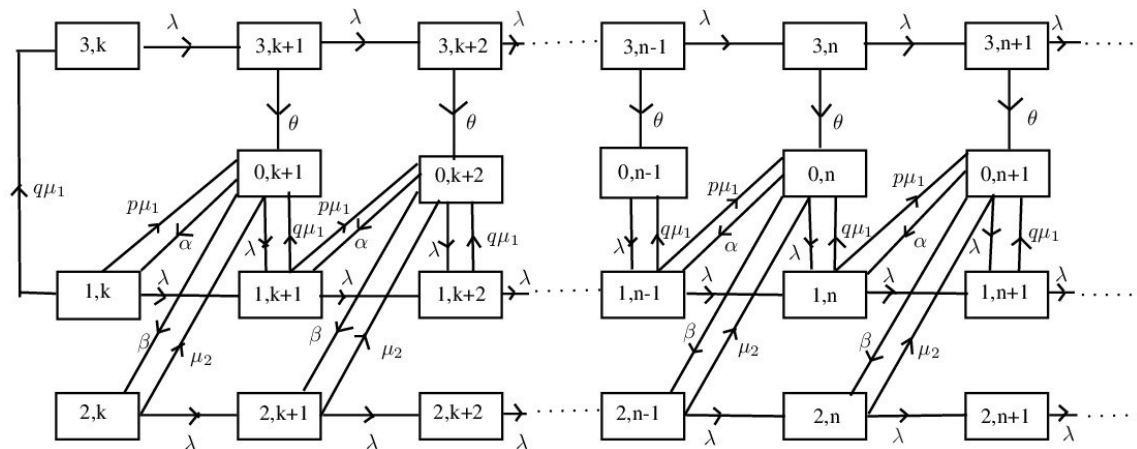 λ λ λ λ λ λ
3,k 3,k+1 3,k+2 ...... 3,n-1 3,n 3,n+1 .....
θ θ θ θ θ
0,k+1 0,k+2 0,n-1 0,n 0,n+1
qμ₁ pμ₁ α λ qμ₁ pμ₁ α λ qμ₁ λ qμ₁ pμ₁ α λ qμ₁ pμ₁ α λ qμ₁
λ λ λ λ λ λ
1,k 1,k+1 1,k+2 ...... 1,n-1 1,n 1,n+1 .....
β μ₂ β μ₂ β μ₂ β μ₂
2,k 2,k+1 2,k+2 ...... 2,n-1 2,n 2,n+1 .....
λ λ λ λ λ λ